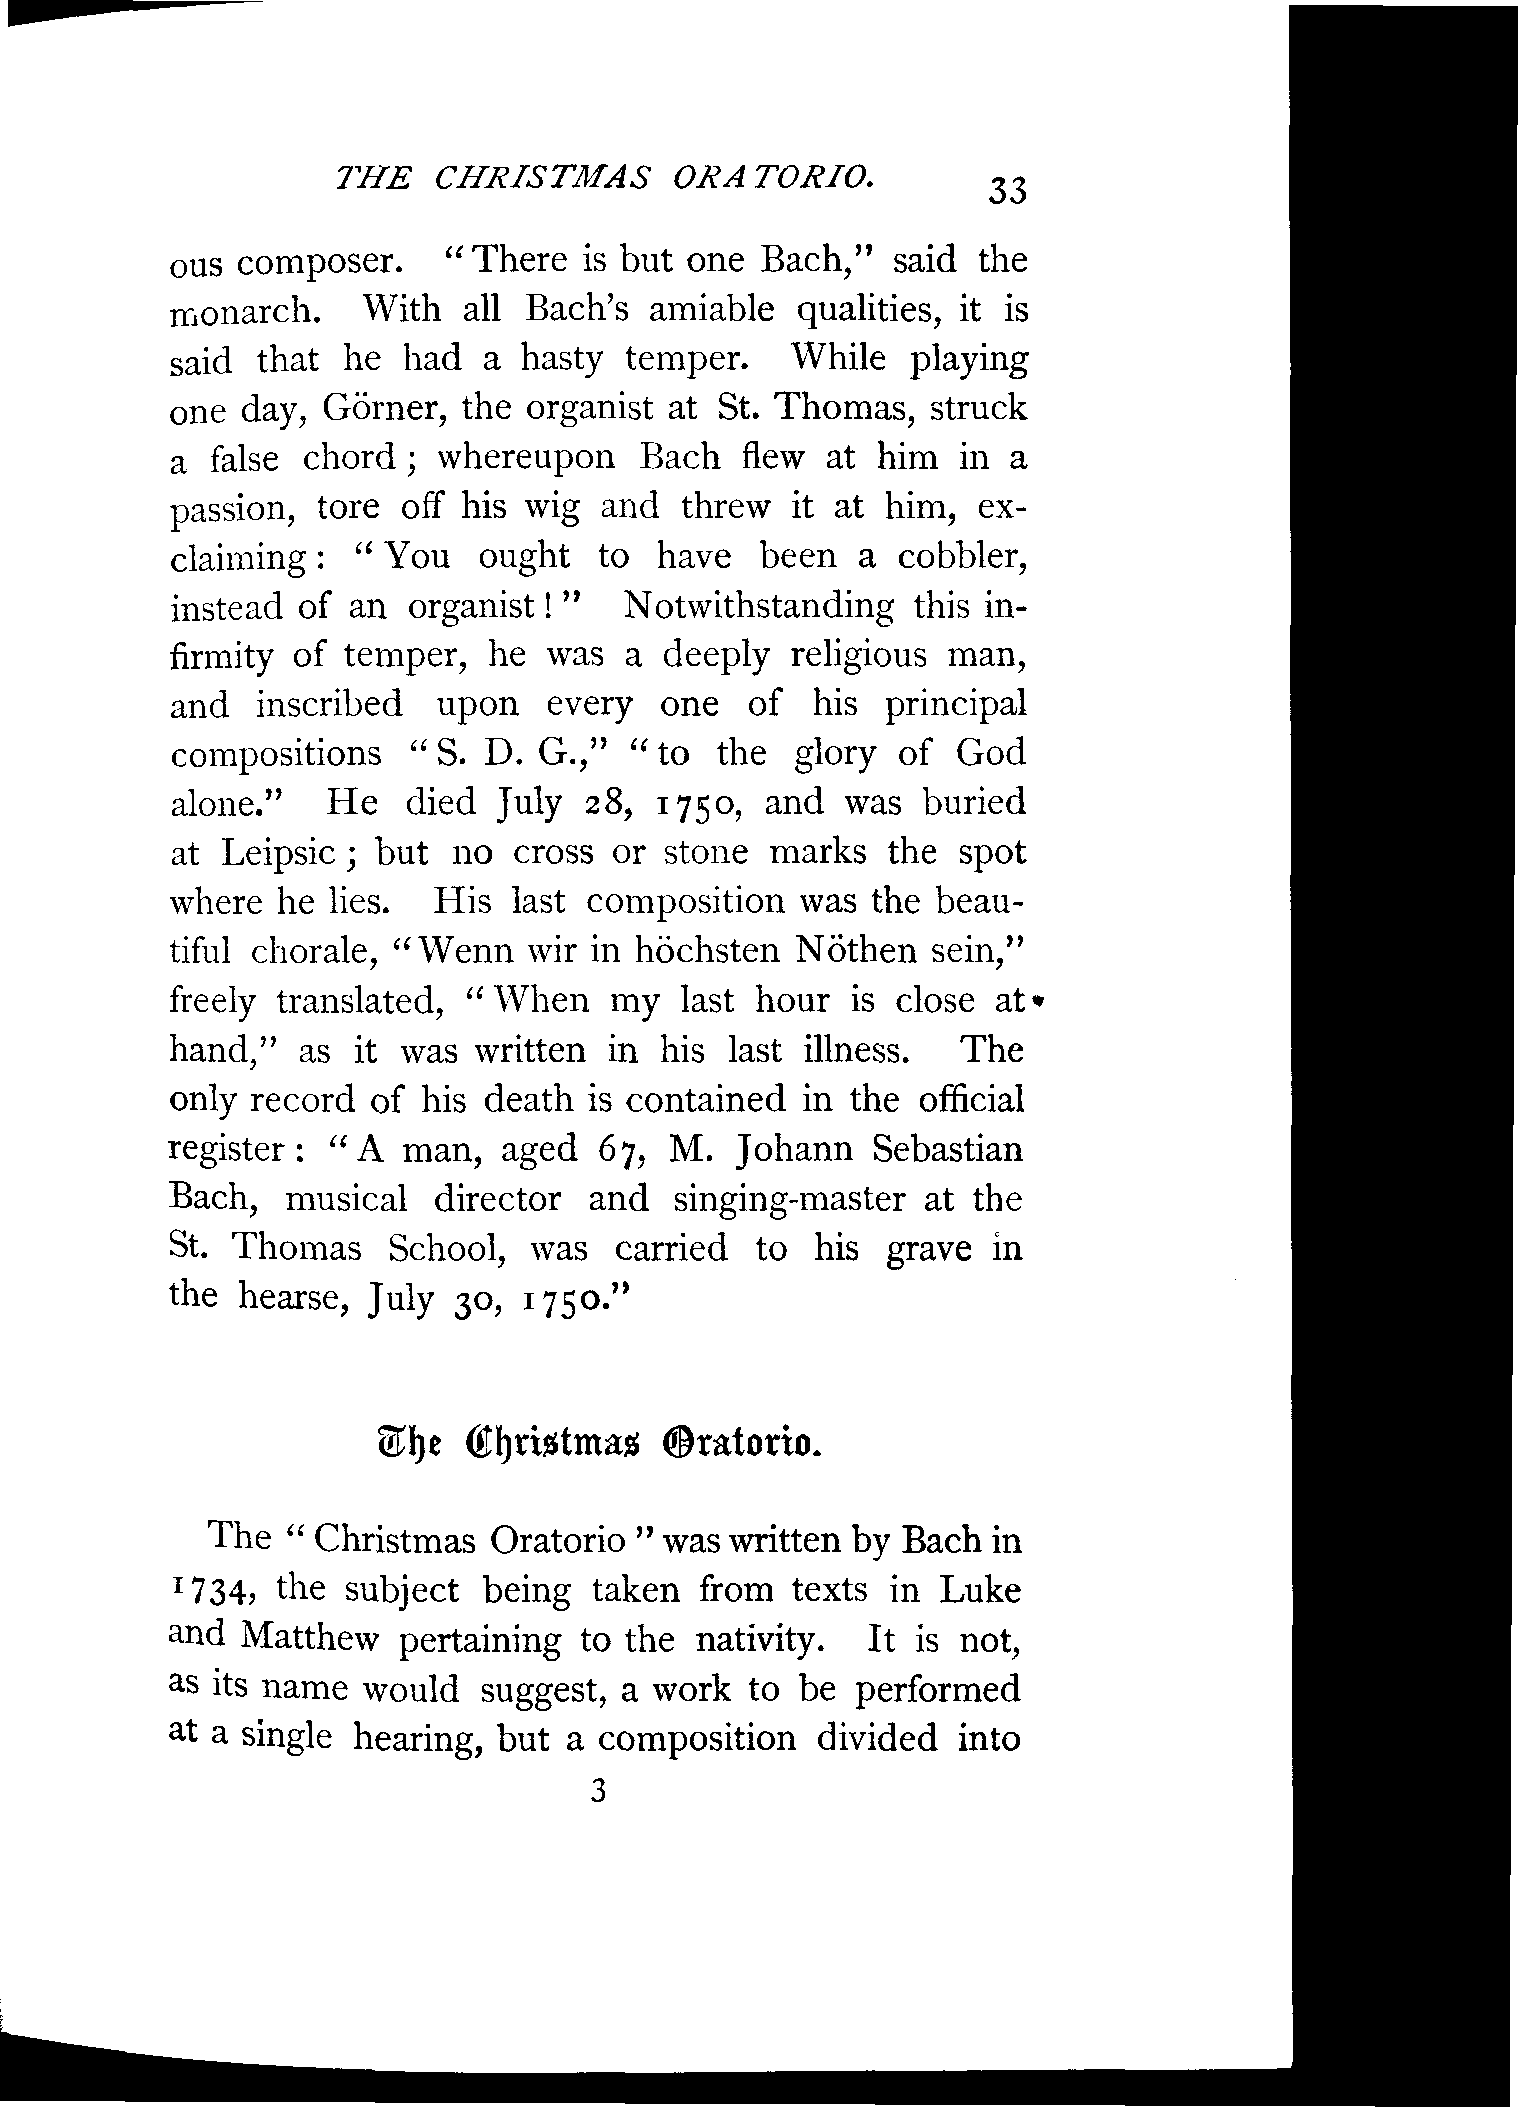 THE CHRISTMAS ORATORIO. 33
ous composer. "There is but one Bach," said the
monarch. With all Bach's amiable qualities, it is
said that he had a hasty temper. While playing
one day, Görner, the organist at St. Thomas, struck
a false chord; whereupon Bach flew at him in a
passion, tore off his wig and threw it at him, ex-
claiming: "You ought to have been a cobbler,
instead of an organist!" Notwithstanding this in-
firmity of temper, he was a deeply religious man,
and inscribed upon every one of his principal
compositions "S. D. G.," "to the glory of God
alone." He died July 28, 1750, and was buried
at Leipsic; but no cross or stone marks the spot
where he lies. His last composition was the beau-
tiful chorale, "Wenn wir in höchsten Nöthen sein,"
freely translated, "When my last hour is close at
hand," as it was written in his last illness. The
only record of his death is contained in the official
register: "A man, aged 67, M. Johann Sebastian
Bach, musical director and singing-master at the
St. Thomas School, was carried to his grave in
the hearse, July 30, 1750."
The Christmas Oratorio.
The "Christmas Oratorio" was written by Bach in
1734, the subject being taken from texts in Luke
and Matthew pertaining to the nativity. It is not,
as its name would suggest, a work to be performed
at a single hearing, but a composition divided into
3